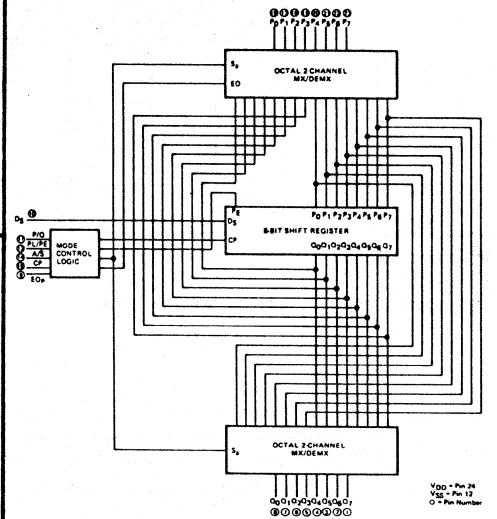 P0 P1 P2 P3 P4 P5 P6 P7
OCTAL 2 CHANNEL
MX/DEMX
S0
EO
PE
P0 P1 P2 P3 P4 P5 P6 P7
DS
DS
8-BIT SHIFT REGISTER
CP
Q0 Q1 Q2 Q3 Q4 Q5 Q6 Q7
P/O
PL/PE
A/S
CP
EOP
MODE
CONTROL
LOGIC
OCTAL 2-CHANNEL
MX/DEMX
S0
Q0 Q1 Q2 Q3 Q4 Q5 Q6 Q7
VDD = Pin 24
VSS = Pin 12
O = Pin Number